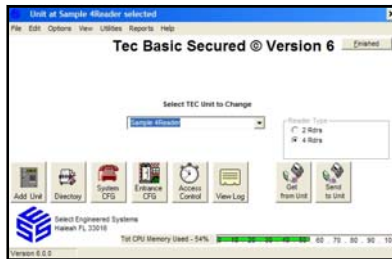 Unit at Sample 4Reader selected
File Edit Options View Utilities Reports Help
Tec Basic Secured © Version 6
Finished
Select TEC Unit to Change
Sample 4Reader
Reader Type
2 Rdrs
4 Rdrs
Add Unit
Directory
System CFG
Entrance CFG
Access Control
View Log
Get from Unit
Send to Unit
Select Engineered Systems
Hialeah FL 33016
Tot CPU Memory Used - 54%
0 . 10 . 20 . 30 . 40 . 50 . 60 . 70 . 80 . 90 . 10
Version 6.0.0